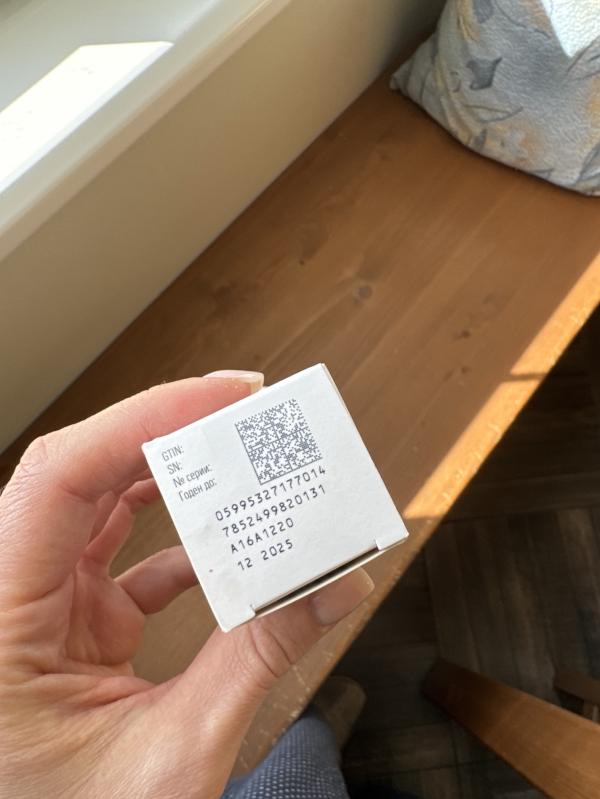 GTIN:
SN:
№ серии:
Годен до:
05995327177014
7852499820131
A16A1220
12 2025